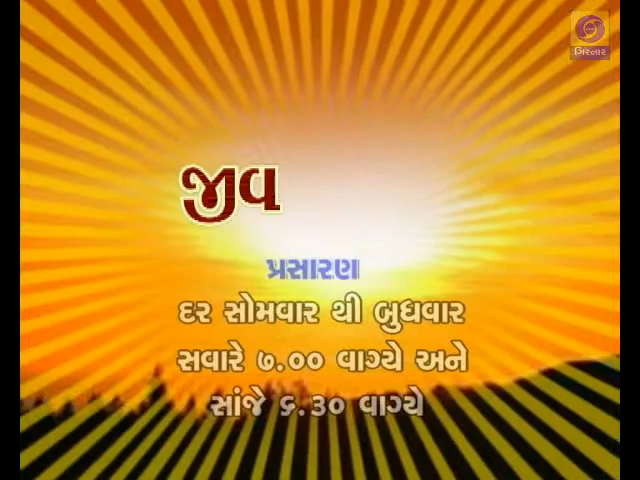 ગિરનાર
જીવ
પ્રસારણ
દર સોમવાર થી બુધવાર
સવારે ૭.૦૦ વાગ્યે અને
સાંજે ૬.૩૦ વાગ્યે